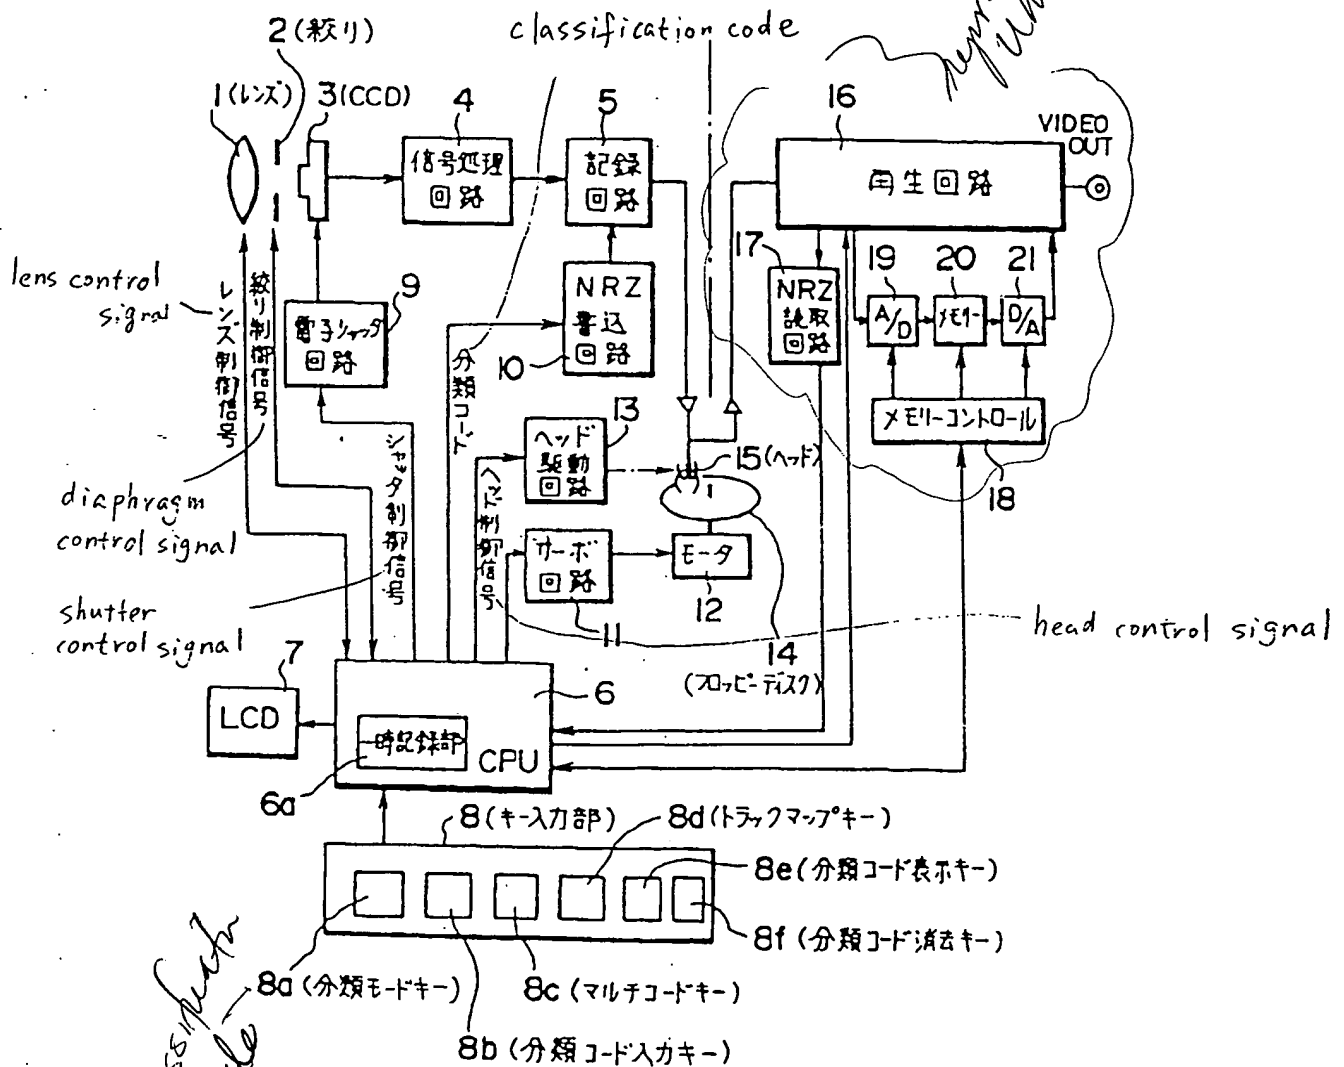 classification code
2(絞り)
1(レンズ)
3(CCD)
4
信号処理
回路
5
記録
回路
16
再生回路
VIDEO
OUT
lens control
signal
レンズ制御信号
絞り制御信号
9
電子シャッタ
回路
分類コード
NRZ
書込
回路
10
17
NRZ
読取
回路
19
A/D
20
メモリー
21
D/A
メモリーコントロール
18
シャッタ制御信号
ヘッド制御信号
13
ヘッド
駆動
回路
15(ヘッド)
サーボ
回路
11
モータ
12
14
(フロッピーディスク)
diaphragm
control signal
shutter
control signal
head control signal
7
LCD
6
一時記録部
CPU
6a
8(キー入力部)
8d(トラックマップキー)
8e(分類コード表示キー)
8f(分類コード消去キー)
8a(分類モードキー)
8c(マルチコードキー)
8b(分類コード入力キー)